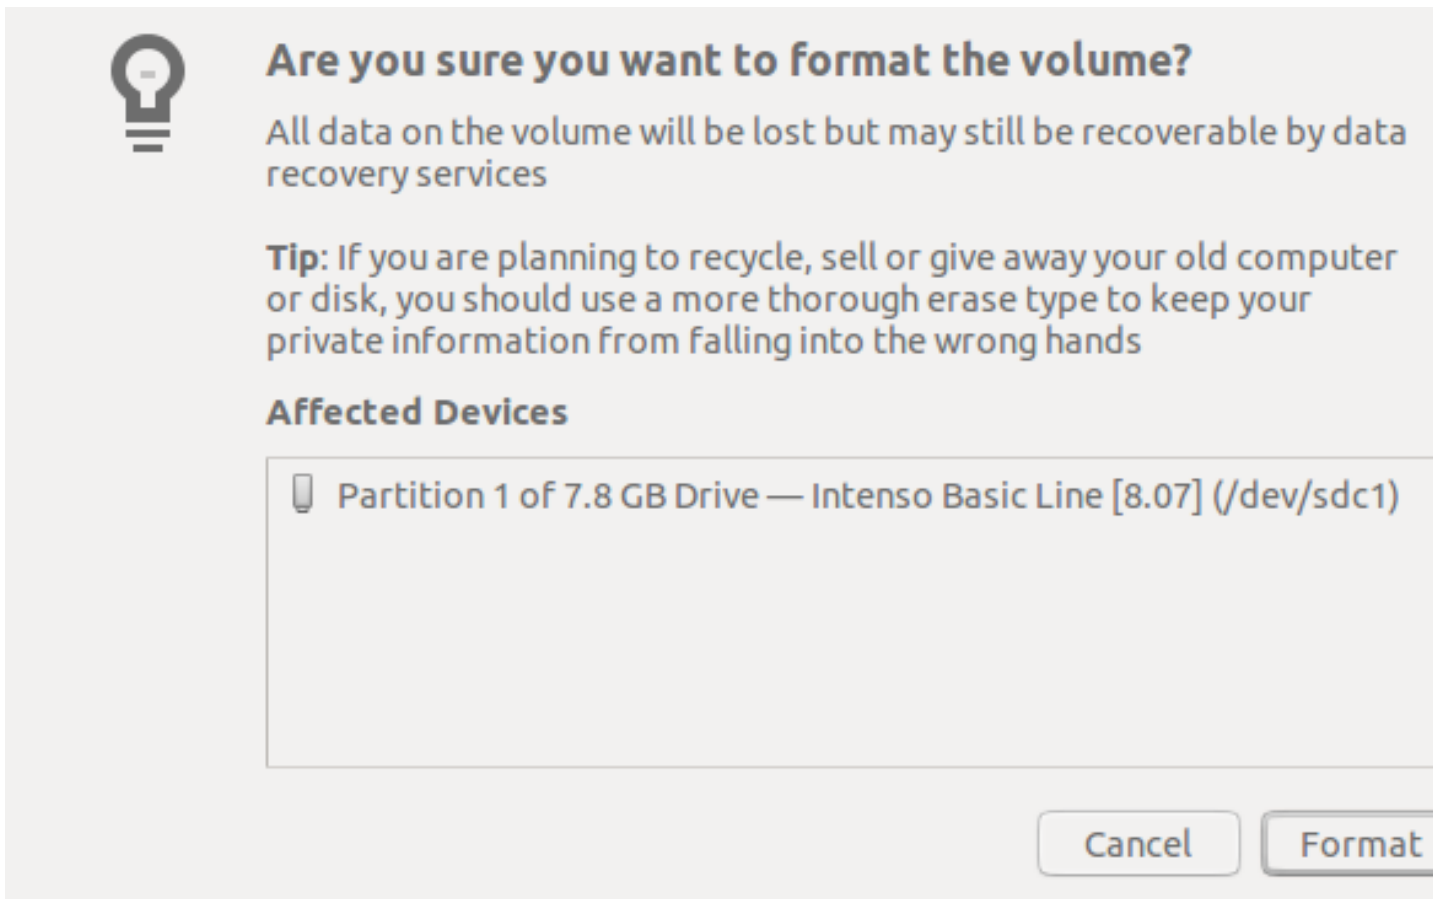 Are you sure you want to format the volume?
All data on the volume will be lost but may still be recoverable by data
recovery services
Tip: If you are planning to recycle, sell or give away your old computer
or disk, you should use a more thorough erase type to keep your
private information from falling into the wrong hands
Affected Devices
Partition 1 of 7.8 GB Drive — Intenso Basic Line [8.07] (/dev/sdc1)
Cancel
Format